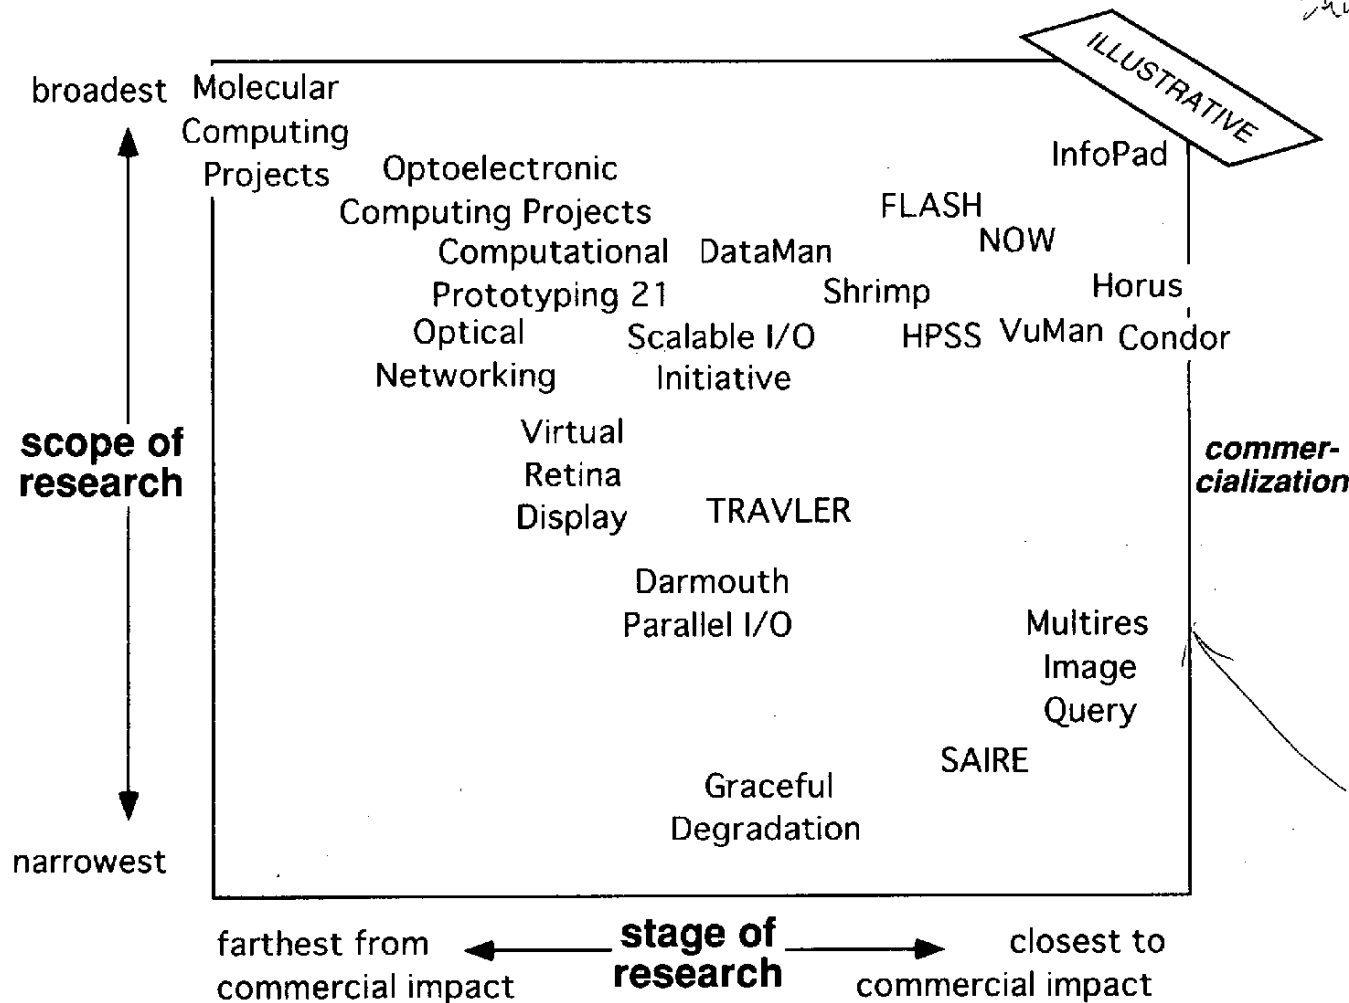 ILLUSTRATIVE
broadest
Molecular
Computing
Projects
InfoPad
Optoelectronic
Computing Projects
FLASH
NOW
Computational
Prototyping 21
DataMan
Shrimp
Horus
Optical
Networking
Scalable I/O
Initiative
HPSS
VuMan
Condor
scope of
research
Virtual
Retina
Display
TRAVLER
commer-
cialization
Darmouth
Parallel I/O
Multires
Image
Query
SAIRE
Graceful
Degradation
narrowest
farthest from
commercial impact
stage of
research
closest to
commercial impact